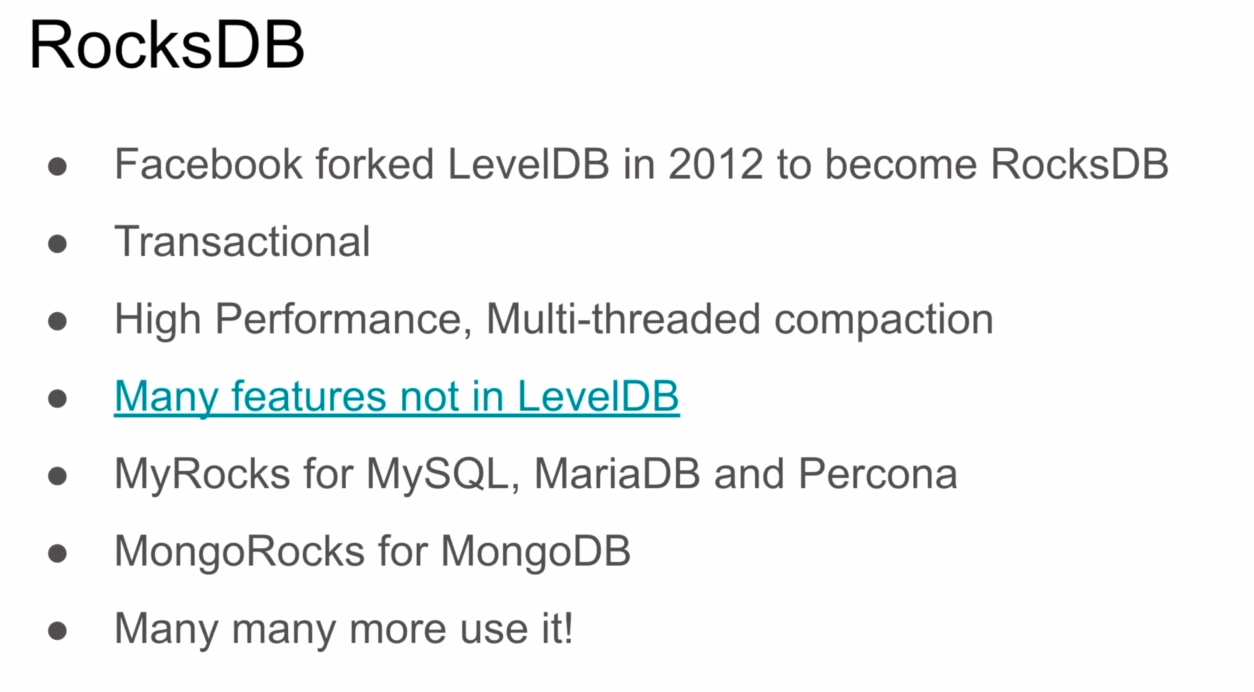 RocksDB
● Facebook forked LevelDB in 2012 to become RocksDB
● Transactional
● High Performance, Multi-threaded compaction
● Many features not in LevelDB
● MyRocks for MySQL, MariaDB and Percona
● MongoRocks for MongoDB
● Many many more use it!